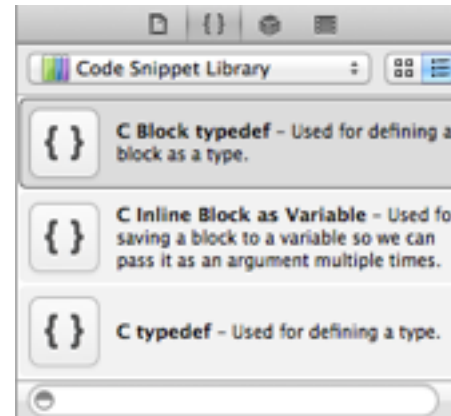 {}
Code Snippet Library
{ }
C Block typedef – Used for defining a
block as a type.
{ }
C Inline Block as Variable – Used fo
saving a block to a variable so we can
pass it as an argument multiple times.
{ }
C typedef – Used for defining a type.